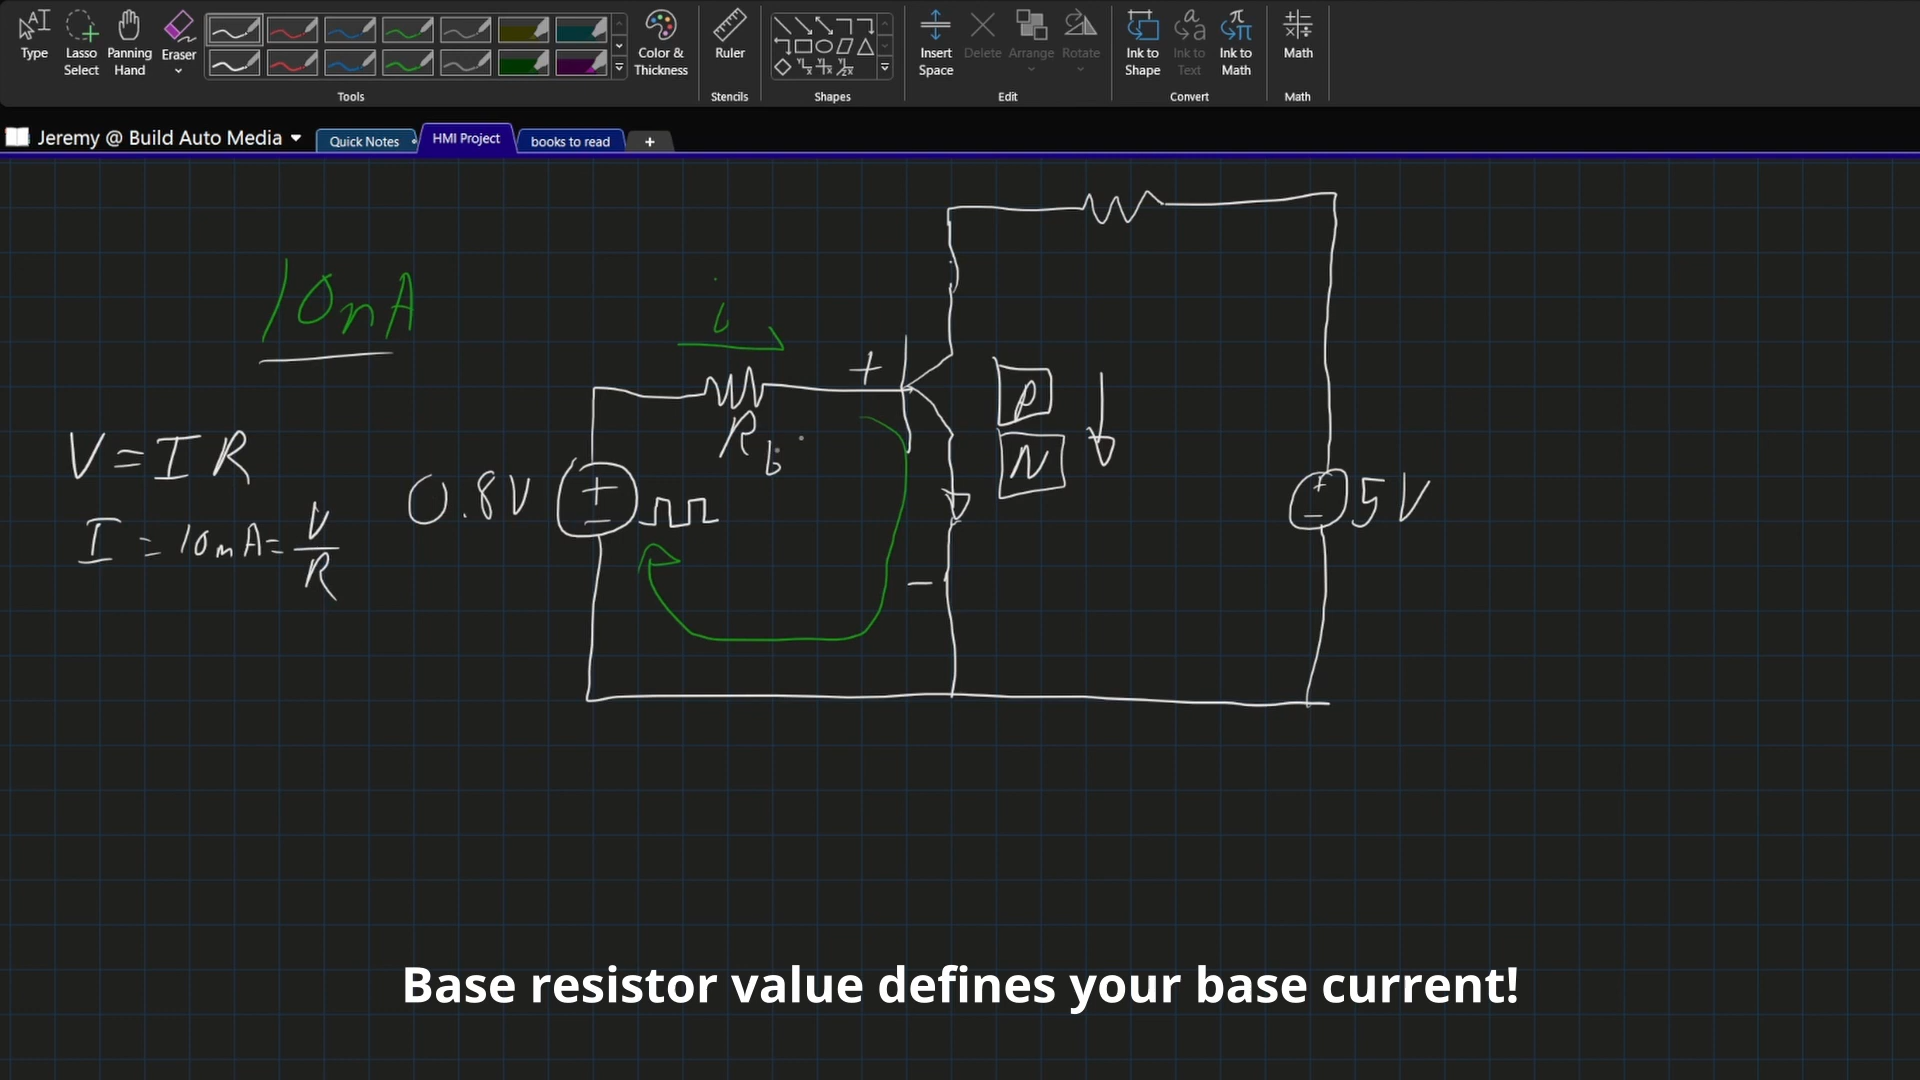 Type
Lasso Select
Panning Hand
Eraser
Color & Thickness
Ruler
Insert Space
Delete
Arrange
Rotate
Ink to Shape
Ink to Text
Ink to Math
Math
Tools
Stencils
Shapes
Edit
Convert
Math
Jeremy @ Build Auto Media
Quick Notes
HMI Project
books to read
+
10nA
i
+
P
N
Rb
V = IR
0.8V
+
−
+
−
5V
I = 10mA = V/R
−
Base resistor value defines your base current!